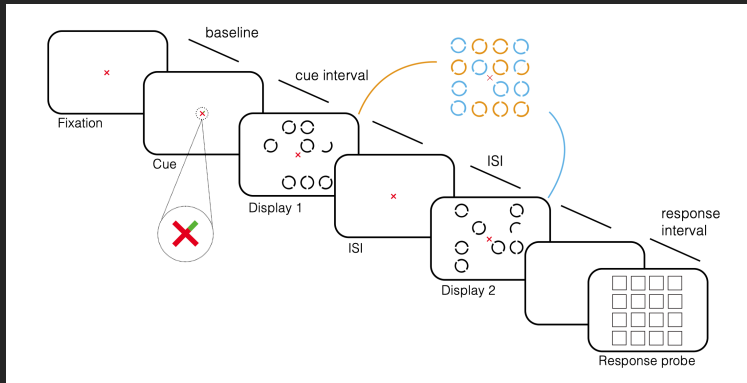 baseline
cue interval
Fixation
Cue
Display 1
ISI
ISI
Display 2
response
interval
Response probe